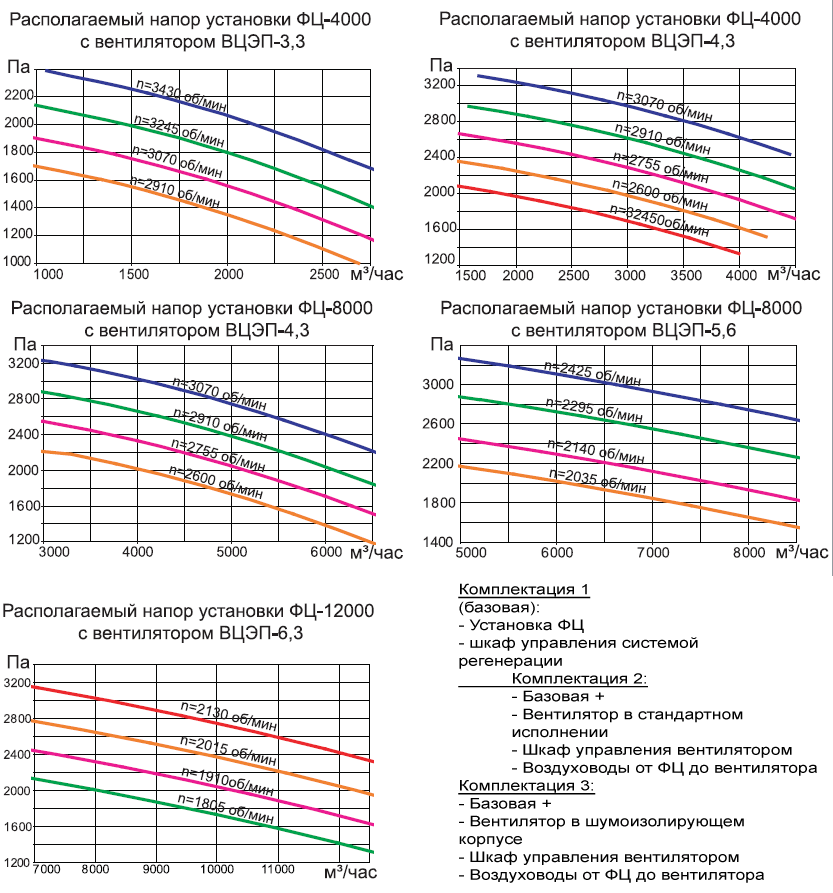 Располагаемый напор установки ФЦ-4000
с вентилятором ВЦЭП-3,3
Па
2200
2000
1800
1600
1400
1200
1000
n=3430 об/мин
n=3245 об/мин
n=3070 об/мин
n=2910 об/мин
1000 1500 2000 2500
м³/час
Располагаемый напор установки ФЦ-4000
с вентилятором ВЦЭП-4,3
Па
3200
2800
2400
2000
1600
1200
n=3070 об/мин
n=2910 об/мин
n=2755 об/мин
n=2600 об/мин
n=32450об/мин
1500 2000 2500 3000 3500 4000 м³/час
Располагаемый напор установки ФЦ-8000
с вентилятором ВЦЭП-4,3
Па
3200
2800
2400
2000
1600
1200
n=3070 об/мин
n=2910 об/мин
n=2755 об/мин
n=2600 об/мин
3000 4000 5000 6000 м³/час
Располагаемый напор установки ФЦ-8000
с вентилятором ВЦЭП-5,6
Па
3000
2600
2200
1800
1400
n=2425 об/мин
n=2295 об/мин
n=2140 об/мин
n=2035 об/мин
5000 6000 7000 8000 м³/час
Располагаемый напор установки ФЦ-12000
с вентилятором ВЦЭП-6,3
Па
3200
2800
2400
2000
1600
1200
n=2130 об/мин
n=2015 об/мин
n=1910об/мин
n=1805 об/мин
7000 8000 9000 10000 11000 м³/час
Комплектация 1
(базовая):
- Установка ФЦ
- шкаф управления системой
регенерации
Комплектация 2:
- Базовая +
- Вентилятор в стандартном
исполнении
- Шкаф управления вентилятором
- Воздуховоды от ФЦ до вентилятора
Комплектация 3:
- Базовая +
- Вентилятор в шумоизолирующем
корпусе
- Шкаф управления вентилятором
- Воздуховоды от ФЦ до вентилятора